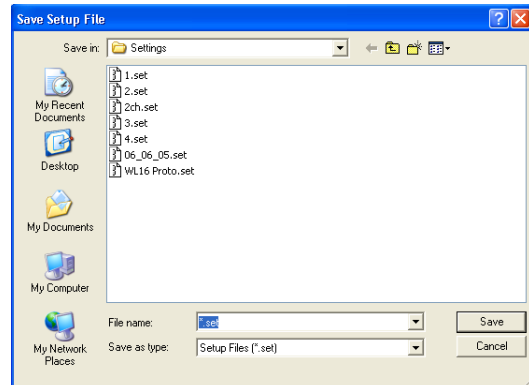 Save Setup File
Save in: Settings
1.set
2.set
2ch.set
3.set
4.set
06_06_05.set
WL16 Proto.set
My Recent
Documents
Desktop
My Documents
My Computer
My Network
Places
File name: *.set
Save
Save as type: Setup Files (*.set)
Cancel